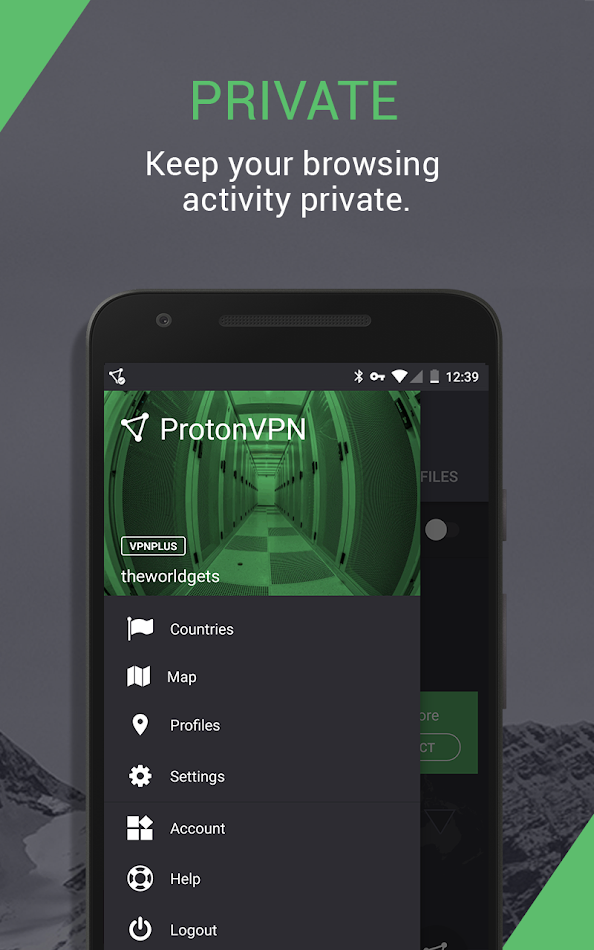 PRIVATE
Keep your browsing
activity private.
12:39
ProtonVPN
FILES
VPNPLUS
theworldgets
Countries
Map
Profiles
ore
CT
Settings
Account
Help
Logout